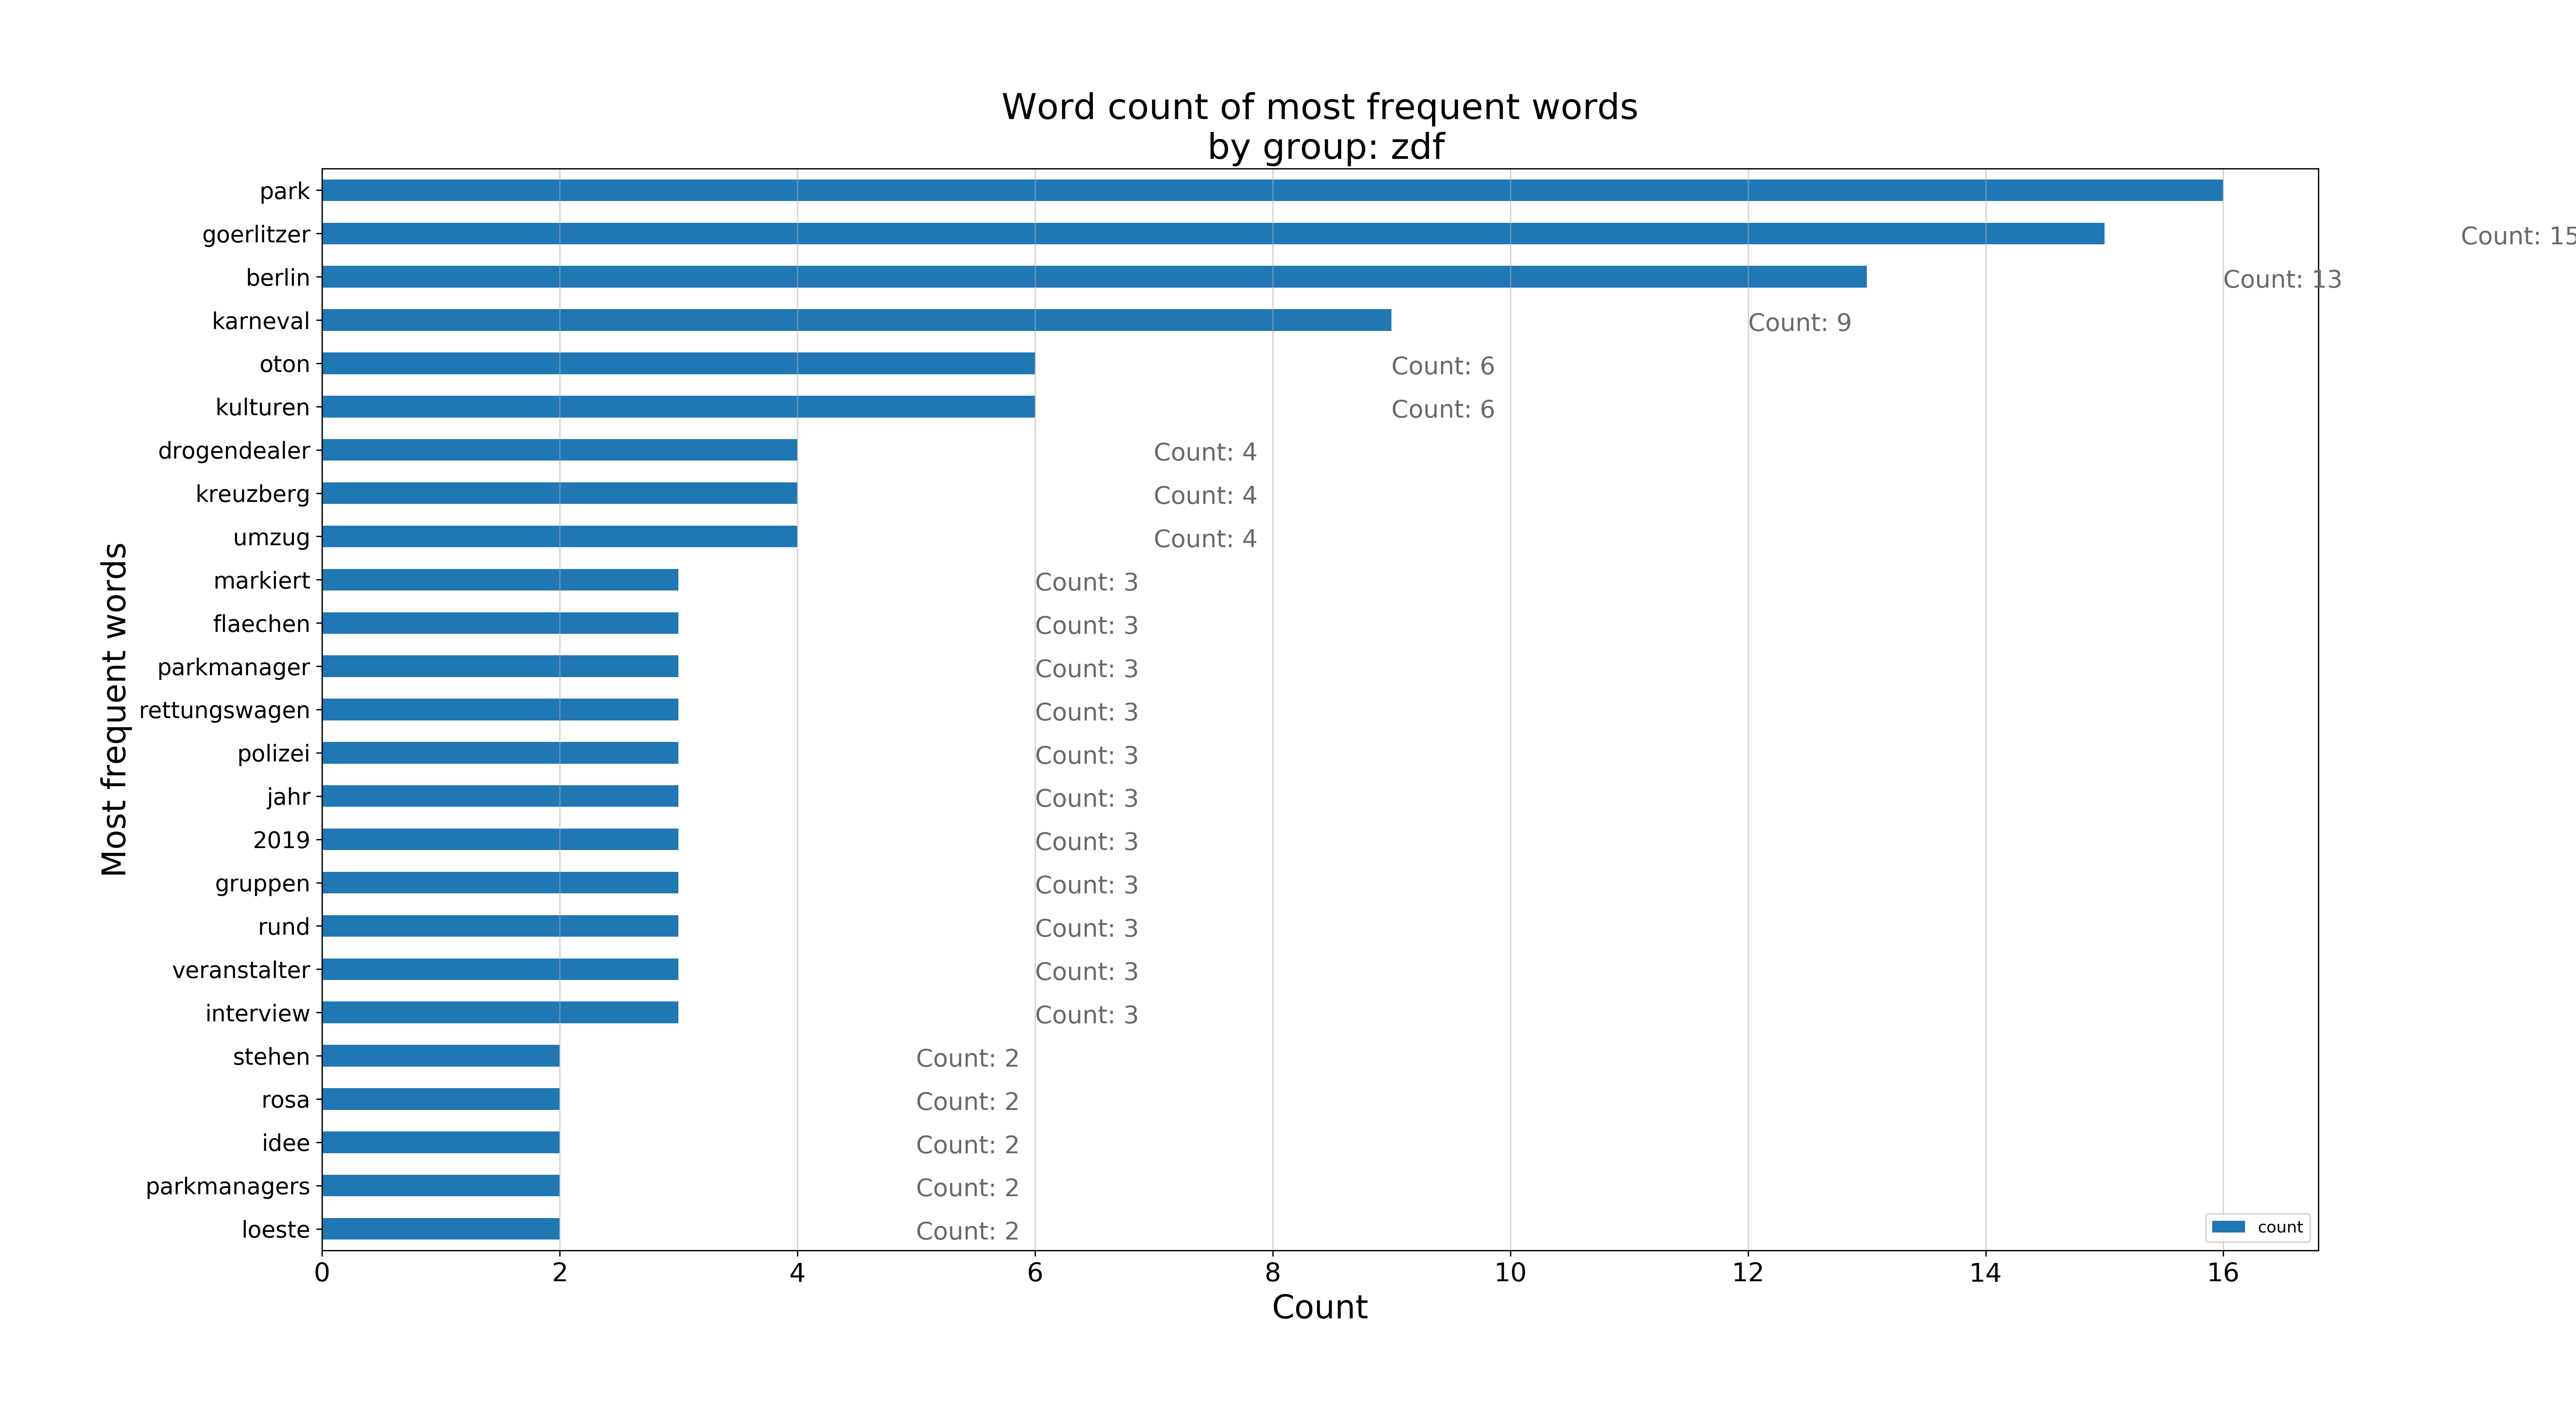 Word count of most frequent words
by group: zdf
Most frequent words
park
goerlitzer Count: 15
berlin Count: 13
karneval Count: 9
oton Count: 6
kulturen Count: 6
drogendealer Count: 4
kreuzberg Count: 4
umzug Count: 4
markiert Count: 3
flaechen Count: 3
parkmanager Count: 3
rettungswagen Count: 3
polizei Count: 3
jahr Count: 3
2019 Count: 3
gruppen Count: 3
rund Count: 3
veranstalter Count: 3
interview Count: 3
stehen Count: 2
rosa Count: 2
idee Count: 2
parkmanagers Count: 2
loeste Count: 2
count
0 2 4 6 8 10 12 14 16
Count